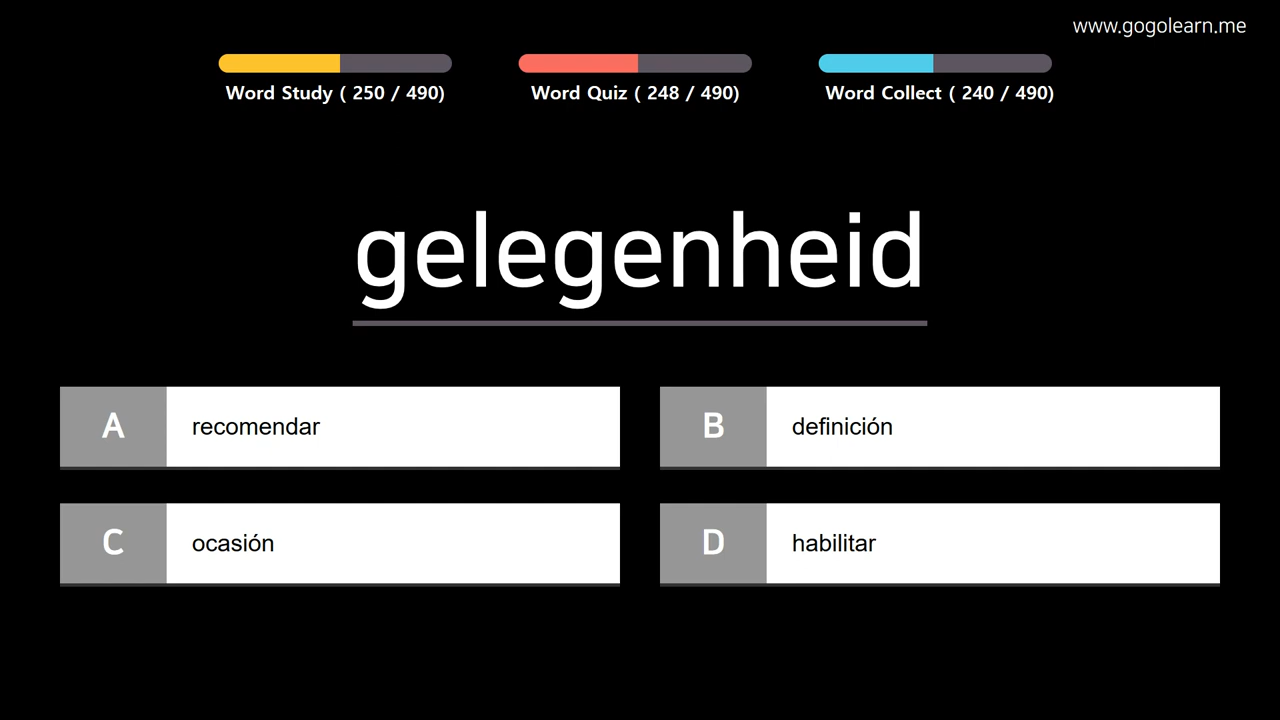 www.gogolearn.me
Word Study ( 250 / 490)
Word Quiz ( 248 / 490)
Word Collect ( 240 / 490)
gelegenheid
A recomendar
B definición
C ocasión
D habilitar